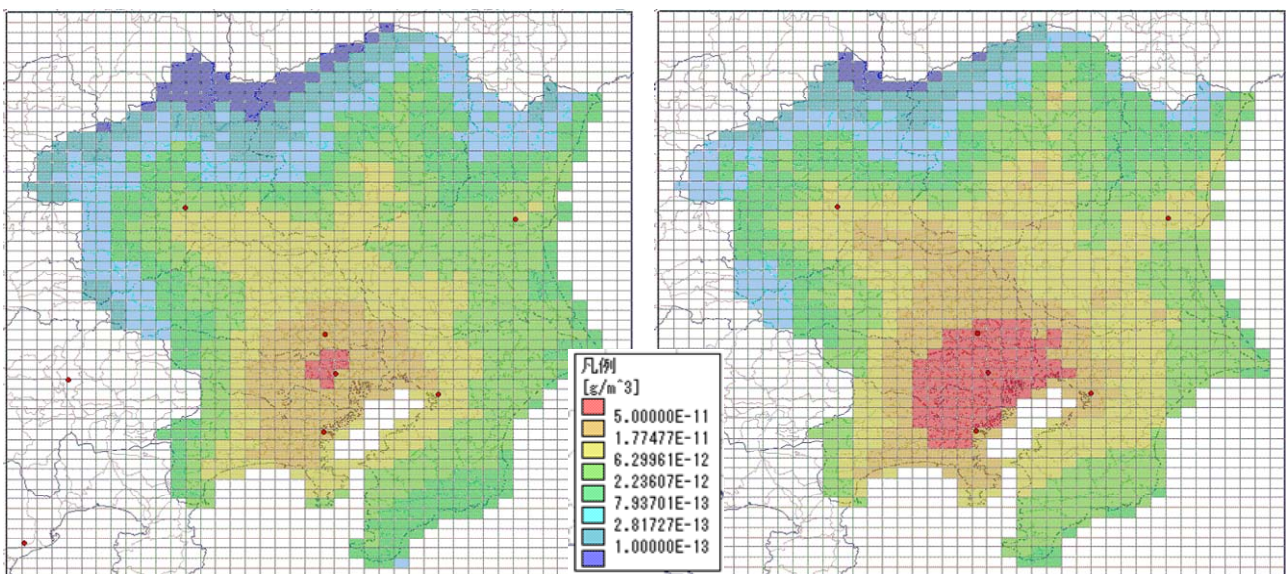 凡例
[g/m^3]
5.00000E-11
1.77477E-11
6.29961E-12
2.23607E-12
7.93701E-13
2.81727E-13
1.00000E-13